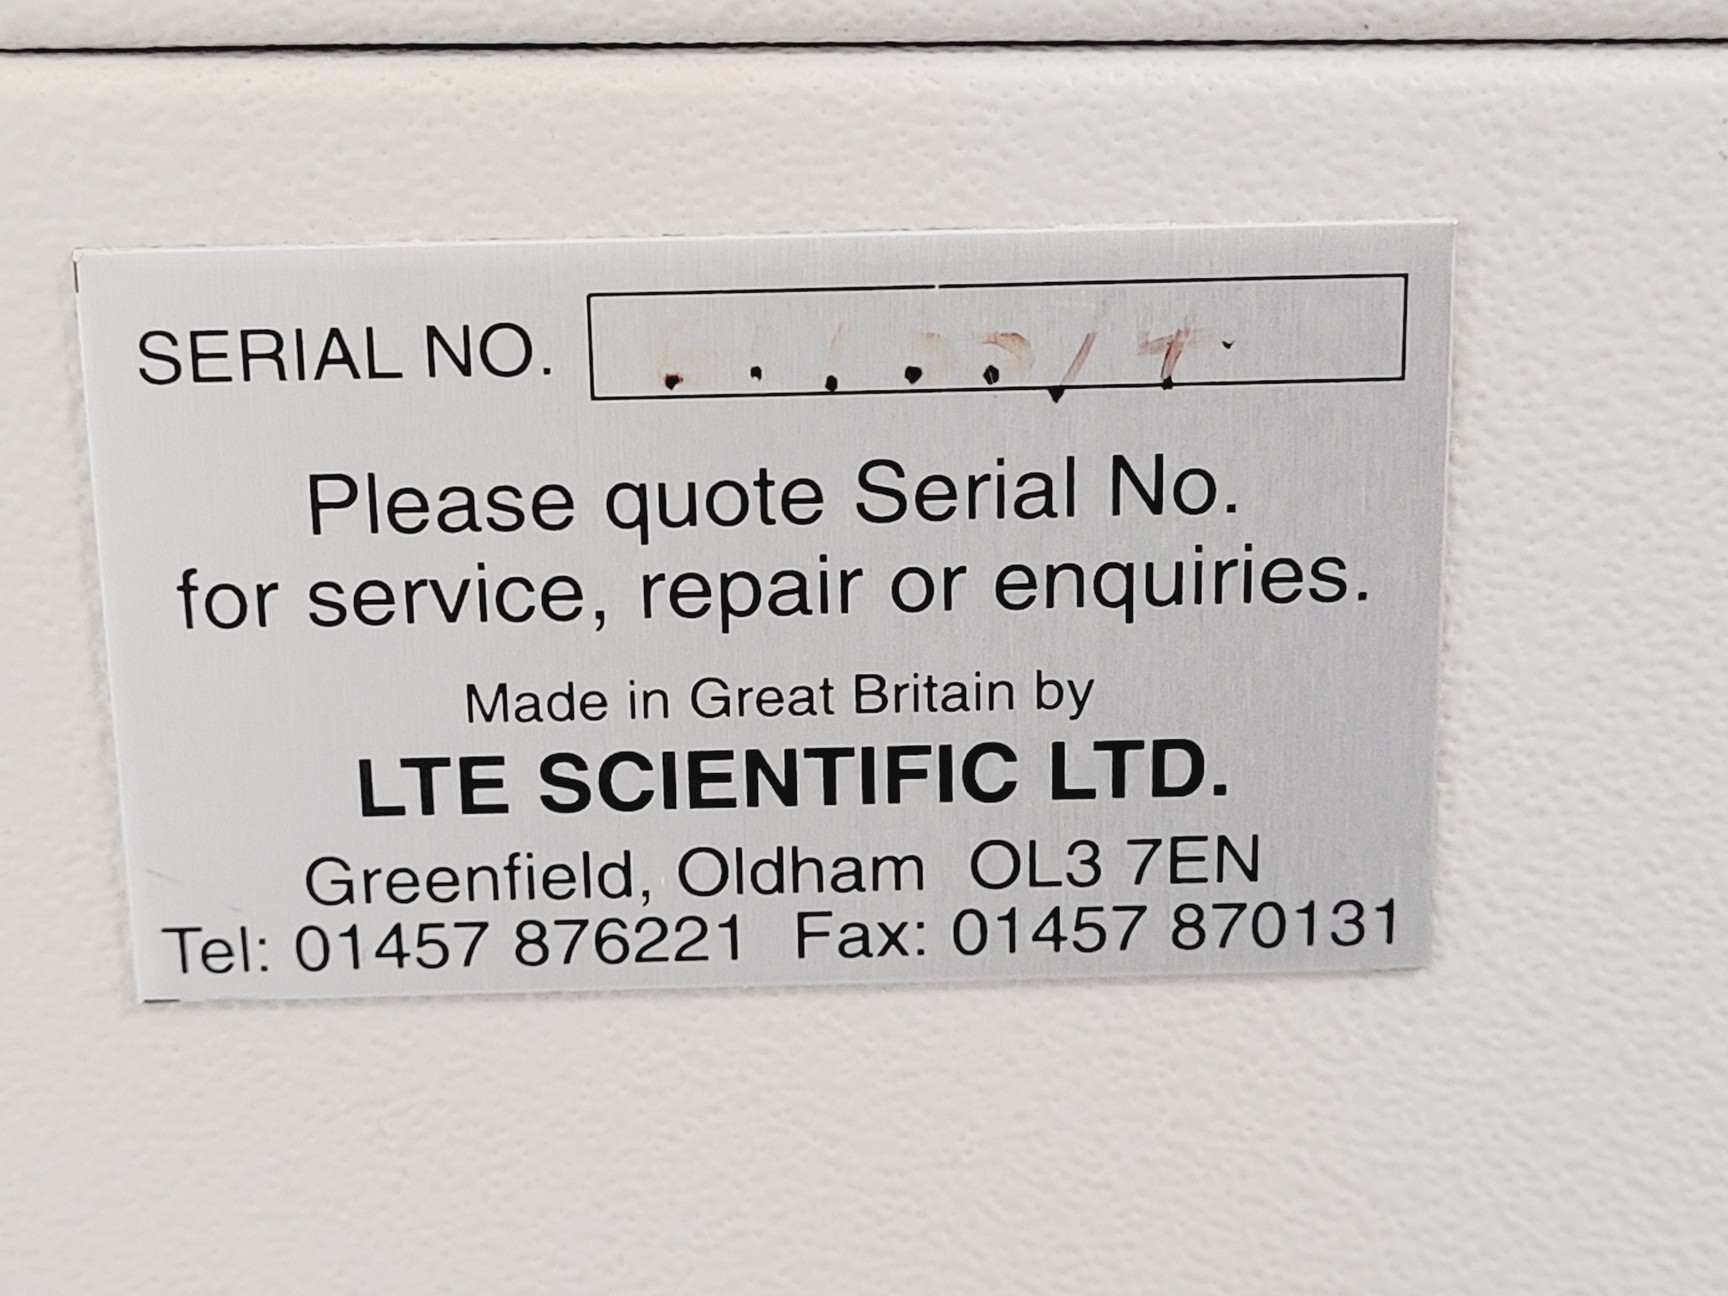 SERIAL NO.
Please quote Serial No.
for service, repair or enquiries.
Made in Great Britain by
LTE SCIENTIFIC LTD.
Greenfield, Oldham OL3 7EN
Tel: 01457 876221 Fax: 01457 870131